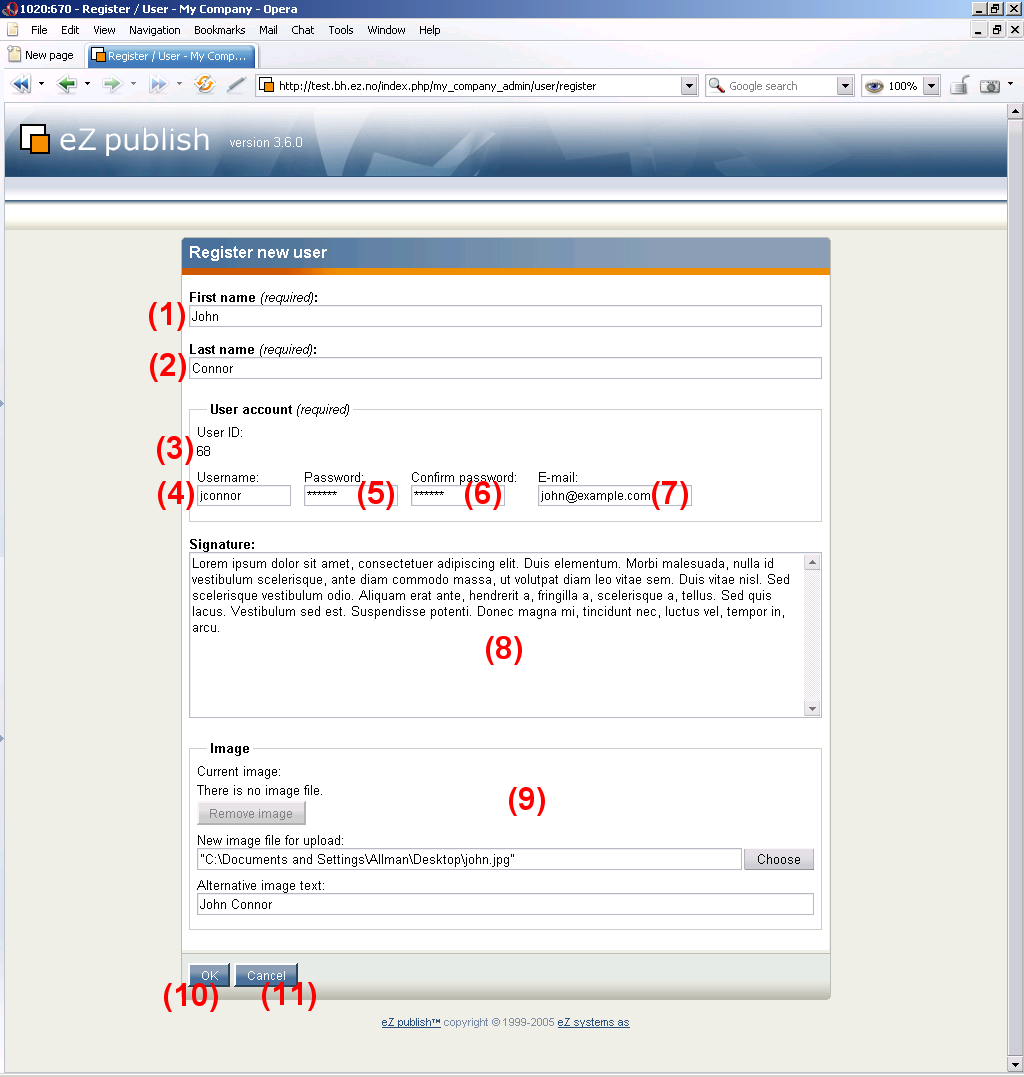 1020:670 - Register / User - My Company - Opera
File Edit View Navigation Bookmarks Mail Chat Tools Window Help
New page Register / User - My Comp...
http://test.bh.ez.no/index.php/my_company_admin/user/register Google search 100%
eZ publish version 3.6.0
Register new user
First name (required):
(1) John
Last name (required):
(2) Connor
User account (required)
User ID:
(3) 68
Username: Password: Confirm password: E-mail:
(4) jconnor ****** (5) ****** (6) john@example.com (7)
Signature:
Lorem ipsum dolor sit amet, consectetuer adipiscing elit. Duis elementum. Morbi malesuada, nulla id
vestibulum scelerisque, ante diam commodo massa, ut volutpat diam leo vitae sem. Duis vitae nisl. Sed
scelerisque vestibulum odio. Aliquam erat ante, hendrerit a, fringilla a, scelerisque a, tellus. Sed quis
lacus. Vestibulum sed est. Suspendisse potenti. Donec magna mi, tincidunt nec, luctus vel, tempor in,
arcu.
(8)
Image
Current image:
There is no image file.
(9)
Remove image
New image file for upload:
"C:\Documents and Settings\Allman\Desktop\john.jpg" Choose
Alternative image text:
John Connor
OK Cancel
(10) (11)
eZ publish™ copyright © 1999-2005 eZ systems as